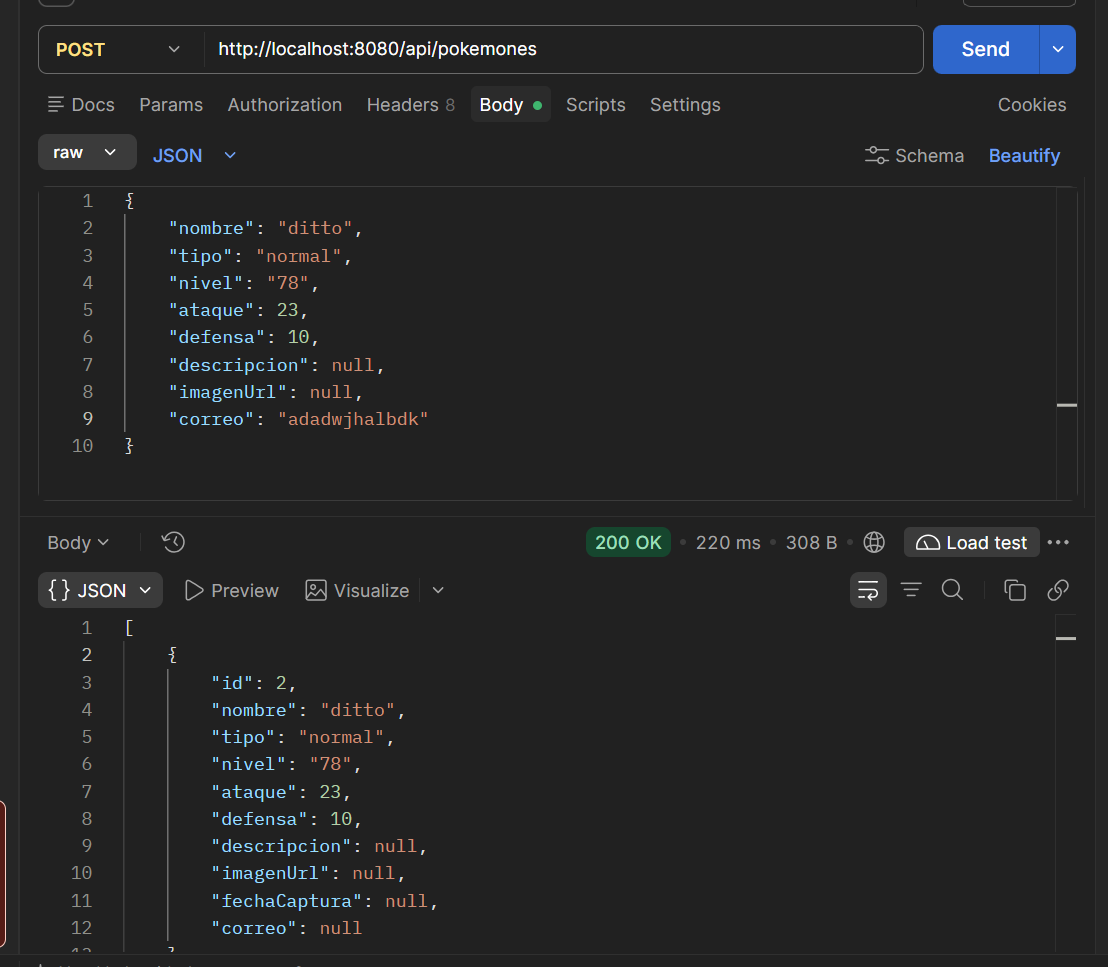 POST http://localhost:8080/api/pokemones Send
Docs Params Authorization Headers 8 Body Scripts Settings Cookies
raw JSON Schema Beautify
1 {
2 "nombre": "ditto",
3 "tipo": "normal",
4 "nivel": "78",
5 "ataque": 23,
6 "defensa": 10,
7 "descripcion": null,
8 "imagenUrl": null,
9 "correo": "adadwjhalbdk"
10 }
Body 200 OK • 220 ms • 308 B • Load test
{} JSON Preview Visualize
1 [
2 {
3 "id": 2,
4 "nombre": "ditto",
5 "tipo": "normal",
6 "nivel": "78",
7 "ataque": 23,
8 "defensa": 10,
9 "descripcion": null,
10 "imagenUrl": null,
11 "fechaCaptura": null,
12 "correo": null